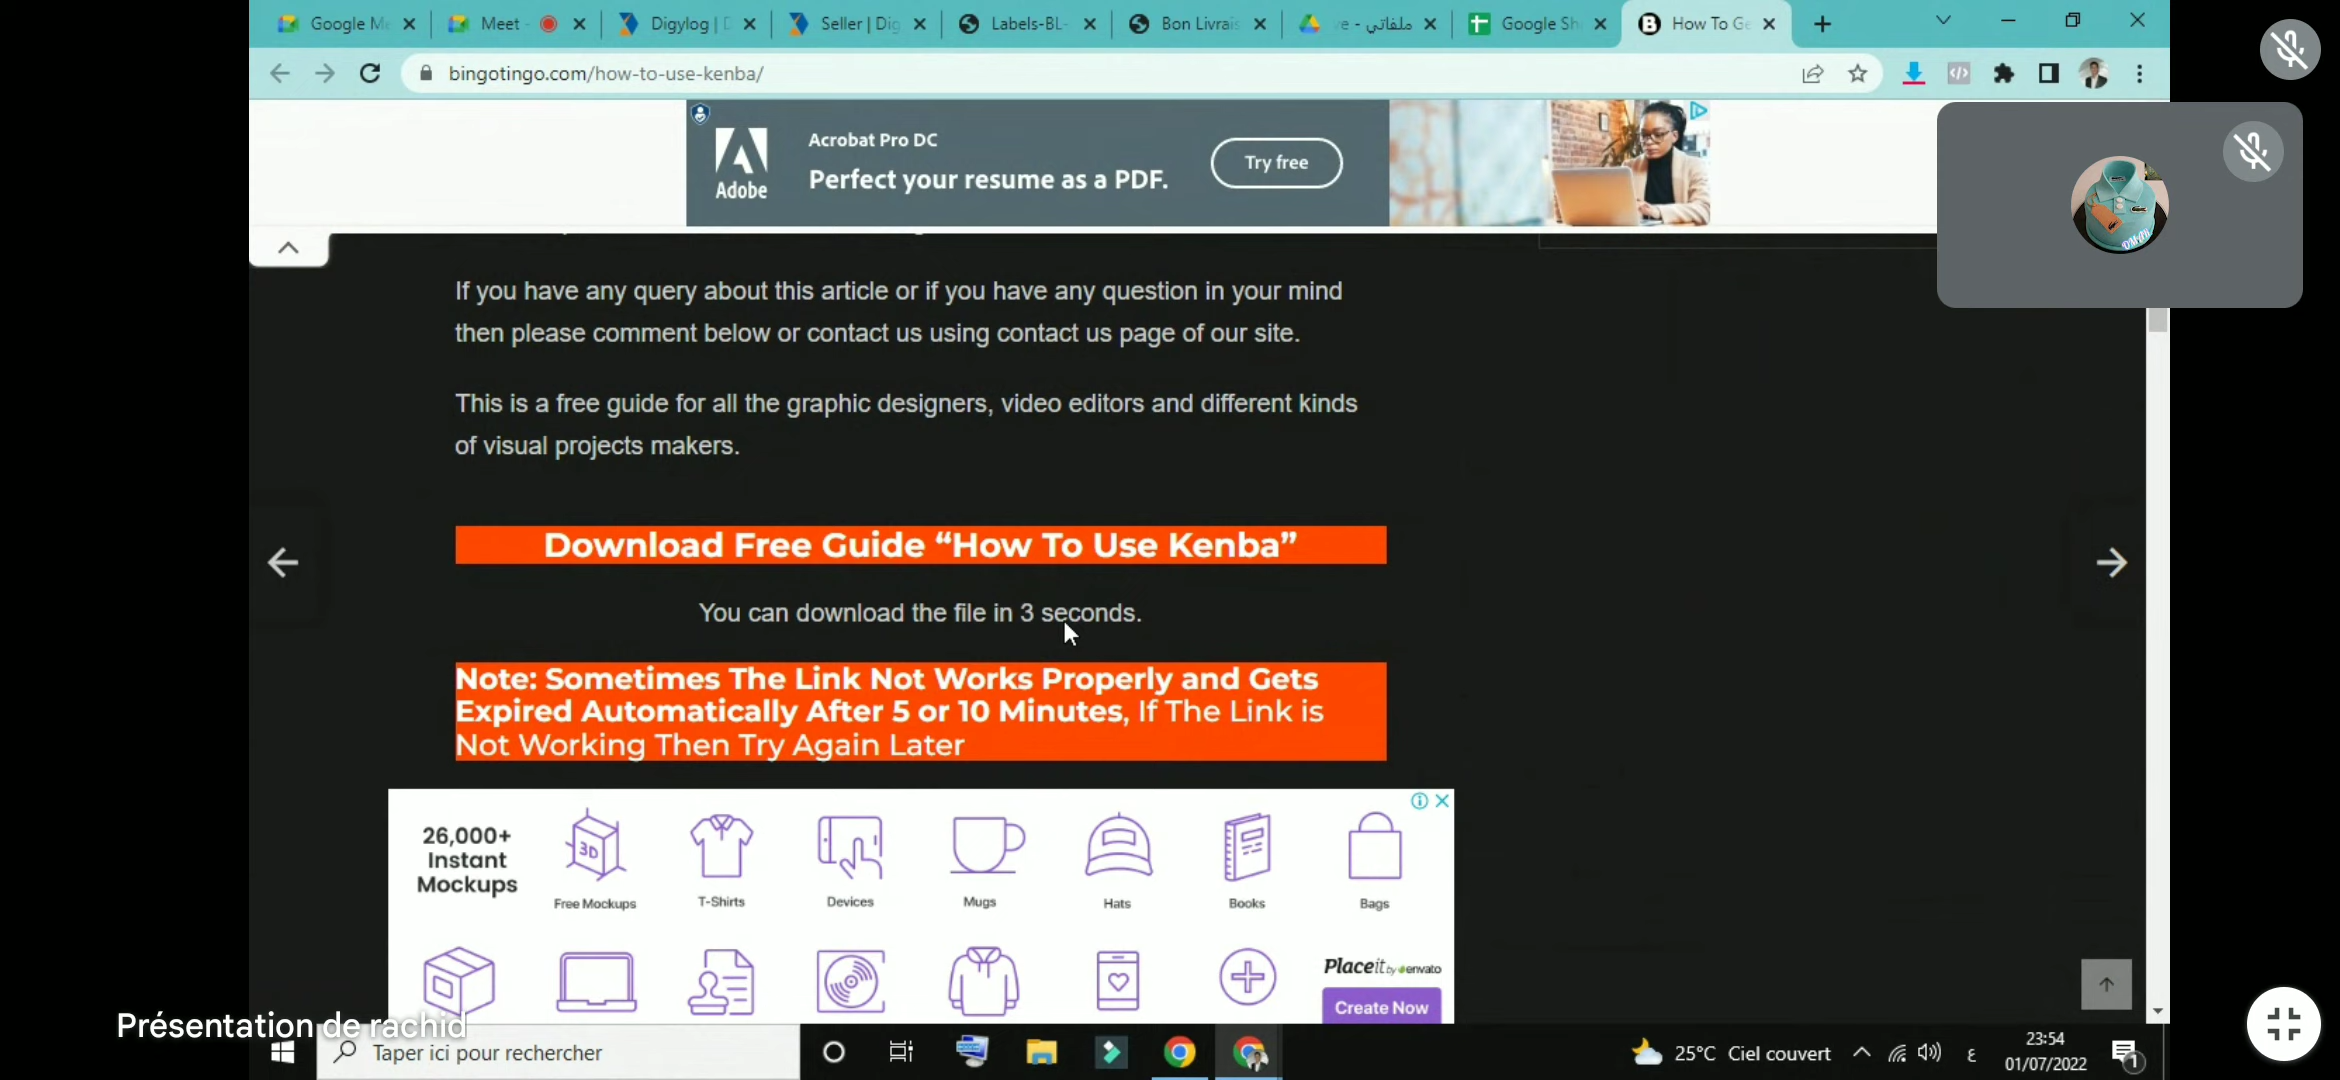 Google Me
Meet -
Digylog | D
Seller | Dig
Labels-BL-
Bon Livrais
ملفاتي - ve
Google She
How To Ge
bingotingo.com/how-to-use-kenba/
Adobe
Acrobat Pro DC
Perfect your resume as a PDF.
Try free
If you have any query about this article or if you have any question in your mind
then please comment below or contact us using contact us page of our site.
This is a free guide for all the graphic designers, video editors and different kinds
of visual projects makers.
Download Free Guide “How To Use Kenba”
You can download the file in 3 seconds.
Note: Sometimes The Link Not Works Properly and Gets
Expired Automatically After 5 or 10 Minutes, If The Link is
Not Working Then Try Again Later
26,000+
Instant
Mockups
3D
Free Mockups
T-Shirts
Devices
Mugs
Hats
Books
Bags
Placeit by envato
Create Now
Présentation de rachid
Taper ici pour rechercher
25°C Ciel couvert
ع
23:54
01/07/2022
1